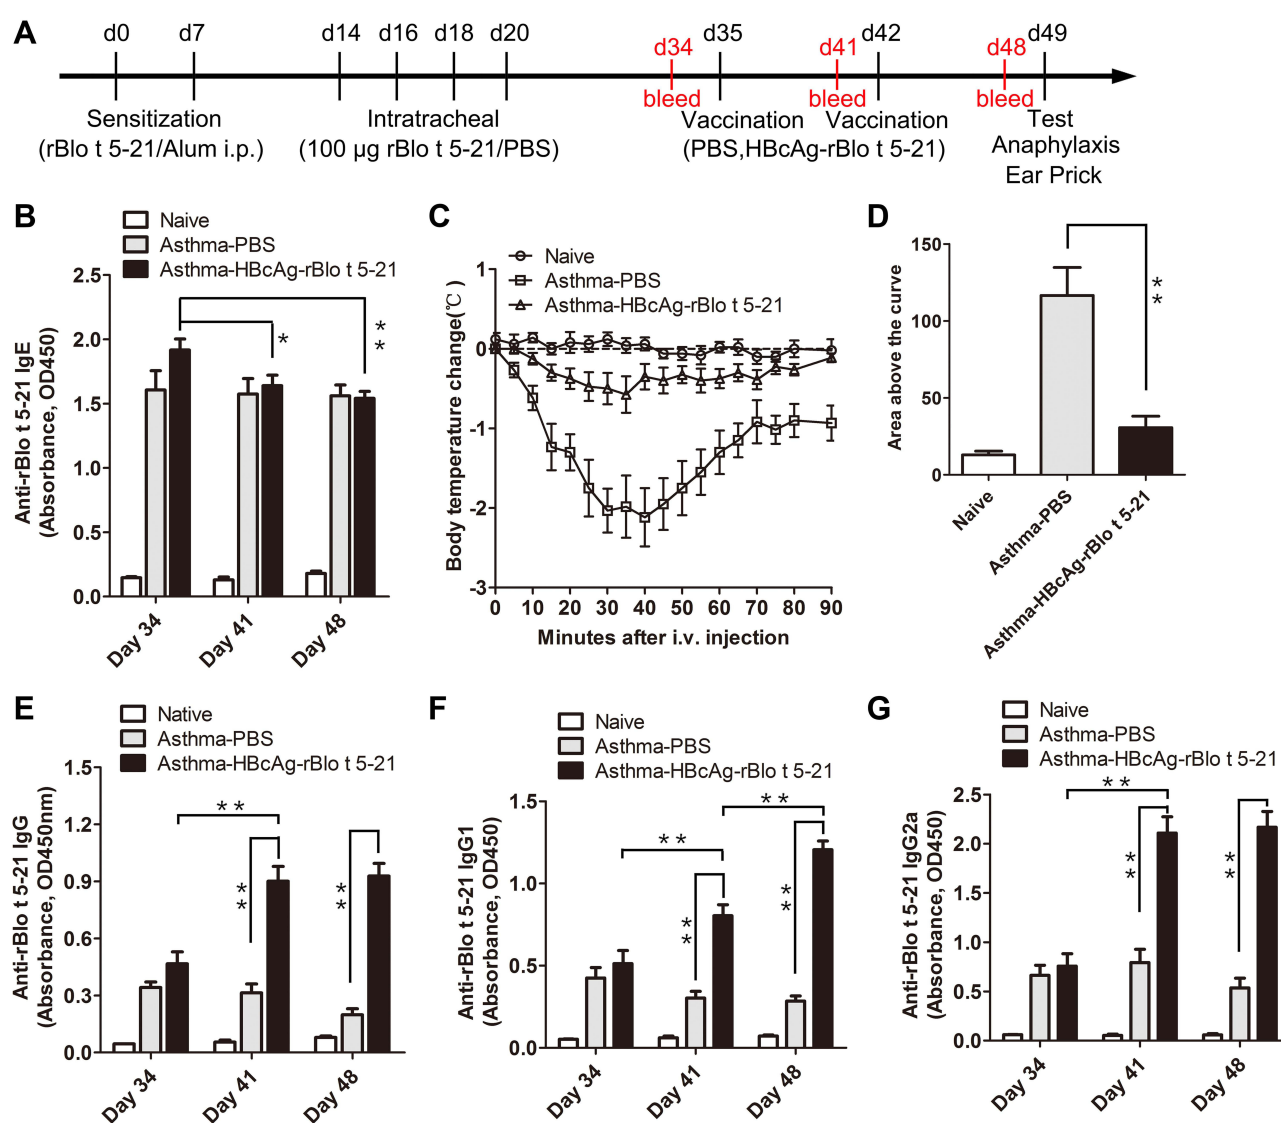 A
d0 d7 d14 d16 d18 d20 d34 d35 d41 d42 d48 d49
bleed bleed bleed
Sensitization Intratracheal Vaccination Vaccination Test
(rBlo t 5-21/Alum i.p.) (100 µg rBlo t 5-21/PBS) (PBS,HBcAg-rBlo t 5-21) Anaphylaxis
Ear Prick
B
Naive
Asthma-PBS
Asthma-HBcAg-rBlo t 5-21
Anti-rBlo t 5-21 IgE
(Absorbance, OD450)
2.5
2.0
1.5
1.0
0.5
0.0
*
* *
Day 34 Day 41 Day 48
C
Naive
Asthma-PBS
Asthma-HBcAg-rBlo t 5-21
Body temperature change(℃)
1
0
-1
-2
-3
0 10 20 30 40 50 60 70 80 90
Minutes after i.v. injection
D
Area above the curve
150
100
50
0
* *
Naive
Asthma-PBS
Asthma-HBcAg-rBlo t 5-21
E
Native
Asthma-PBS
Asthma-HBcAg-rBlo t 5-21
Anti-rBlo t 5-21 IgG
(Absorbance, OD450nm)
1.5
1.2
0.9
0.6
0.3
0.0
* *
* *
* *
Day 34 Day 41 Day 48
F
Naive
Asthma-PBS
Asthma-HBcAg-rBlo t 5-21
Anti-rBlo t 5-21 IgG1
(Absorbance, OD450)
1.5
1.0
0.5
0.0
* *
* *
* *
* *
Day 34 Day 41 Day 48
G
Naive
Asthma-PBS
Asthma-HBcAg-rBlo t 5-21
Anti-rBlo t 5-21 IgG2a
(Absorbance, OD450)
2.5
2.0
1.5
1.0
0.5
0.0
* *
* *
* *
Day 34 Day 41 Day 48